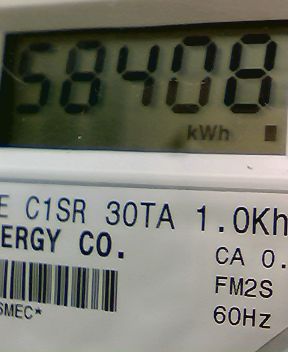 58408
kWh
E C1SR 30TA 1.0Kh
ERGY CO.
CA 0.
FM2S
SMEC*
60Hz